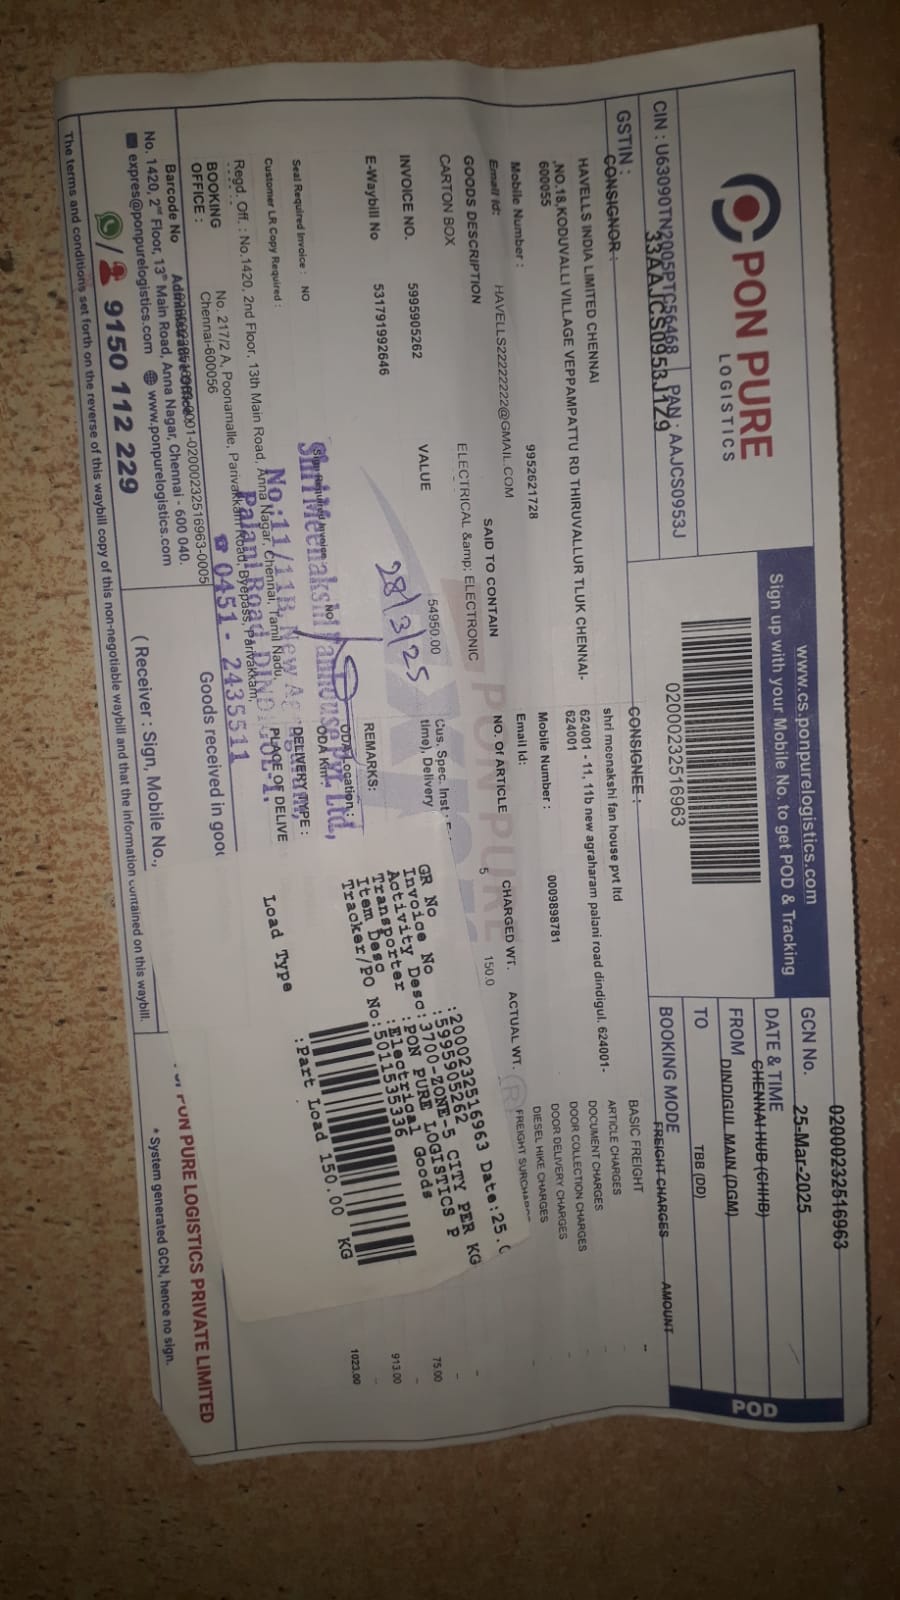 PON PURE
LOGISTICS
www.cs.ponpurelogistics.com
Sign up with your Mobile No. to get POD & Tracking
02000232516963
GCN No.
02000232516963
DATE & TIME
25-Mar-2025
FROM
CHENNAI HUB (CHHB)
TO
DINDIGUL MAIN (DGM)
BOOKING MODE
TBB (DD)
POD
CIN : U63090TN2005PTC56468 PAN : AAJCS0953J
GSTIN :
33AAJCS0953J1Z9
CONSIGNOR :
HAVELLS INDIA LIMITED CHENNAI
,NO.18,KODUVALLI VILLAGE VEPPAMPATTU RD THIRUVALLUR TLUK CHENNAI-
600055
Mobile Number : 9952621728
Email Id: HAVELLS2222222@GMAIL.COM
CONSIGNEE :
shri meenakshi fan house pvt ltd
624001 - 11, 11b new agraharam palani road dindigul, 624001-
624001
Mobile Number : 0009898781
Email Id:
FREIGHT CHARGES AMOUNT
BASIC FREIGHT -
ARTICLE CHARGES -
DOCUMENT CHARGES -
DOOR COLLECTION CHARGES -
DOOR DELIVERY CHARGES -
DIESEL HIKE CHARGES -
FREIGHT SURCHARGE
GOODS DESCRIPTION SAID TO CONTAIN NO. Of ARTICLE CHARGED WT. ACTUAL WT.
CARTON BOX ELECTRICAL &amp; ELECTRONIC 5 150.0
75.00
913.00
1023.00
INVOICE NO. 5995905262 VALUE 54950.00
Cus. Spec. Inst
time), Delivery
E-Waybill No 531791992646
REMARKS:
28/3/25
GR No :2000232516963 Date:25.
Invoice No :5995905262
Activity Desc:3700-ZONE-5 CITY PER KG
Transporter :PON PURE LOGISTICS P
Item Desc :Electrical Goods
Tracker/PO No:5011535336
Load Type :Part Load 150.00 KG
Seal Required Invoice : NO
Sign Required Invoice NO
ODA Location :
ODA Km
Customer LR Copy Required :
DELIVERY TYPE :
PLACE OF DELIVE
Shri Meenakshi Fanhouse Pvt. Ltd,
No:11/11B, New Agraharam,
Palani Road, DINDIGUL-1.
☎ 0451 - 2435511
Regd. Off. : No.1420, 2nd Floor, 13th Main Road, Anna Nagar, Chennai, Tamil Nadu,
BOOKING
OFFICE :
No. 217/2 A, Poonamalle, Parivakkam Road, Byepass, Parivakkam,
Chennai-600056
Goods received in good
Barcode No
Administrative Office
No. 1420, 2nd Floor, 13th Main Road, Anna Nagar, Chennai - 600 040.
expres@ponpurelogistics.com www.ponpurelogistics.com
/ 9150 112 229
( Receiver : Sign, Mobile No.,
PON PURE LOGISTICS PRIVATE LIMITED
* System generated GCN, hence no sign.
The terms and conditions set forth on the reverse of this waybill copy of this non-negotiable waybill and that the information contained on this waybill.